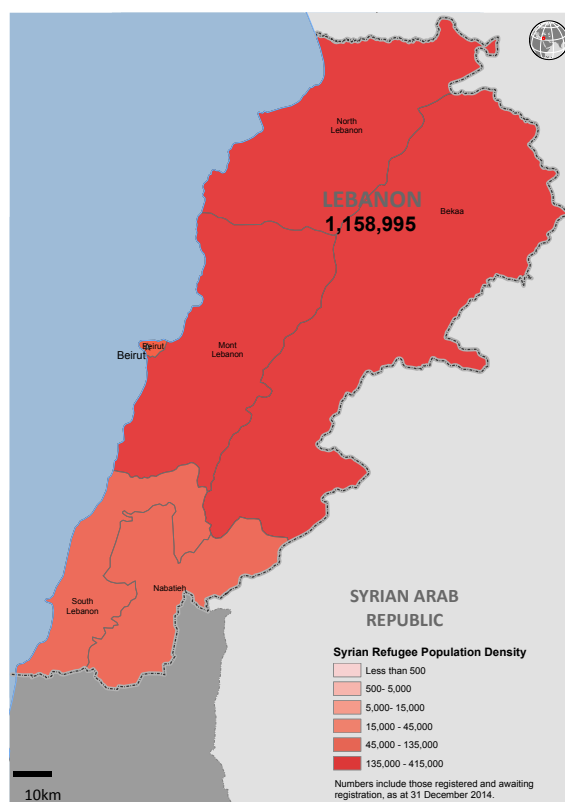 North
Lebanon
LEBANON
1,158,995
Bekaa
Beirut
Beirut
Mont
Lebanon
South
Lebanon
Nabatieh
SYRIAN ARAB
REPUBLIC
Syrian Refugee Population Density
Less than 500
500- 5,000
5,000- 15,000
15,000 - 45,000
45,000 - 135,000
135,000 - 415,000
Numbers include those registered and awaiting
registration, as at 31 December 2014.
10km